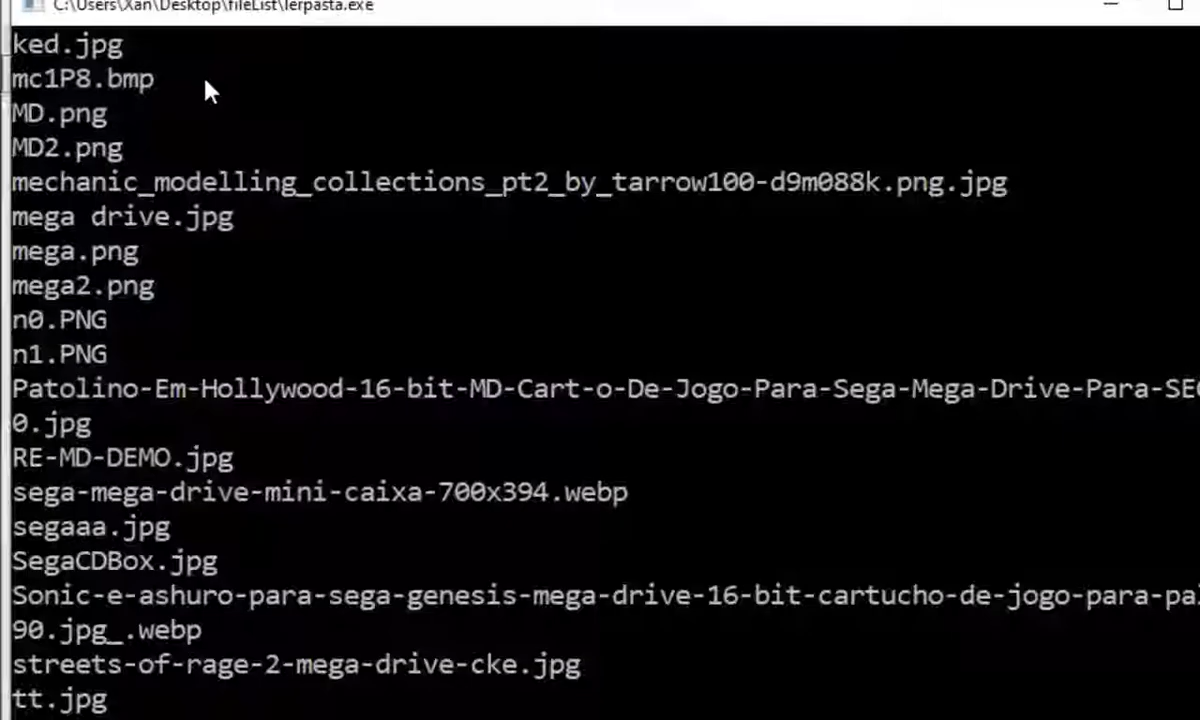 C:\Users\Xan\Desktop\fileList\lerpasta.exe
ked.jpg
mc1P8.bmp
MD.png
MD2.png
mechanic_modelling_collections_pt2_by_tarrow100-d9m088k.png.jpg
mega drive.jpg
mega.png
mega2.png
n0.PNG
n1.PNG
Patolino-Em-Hollywood-16-bit-MD-Cart-o-De-Jogo-Para-Sega-Mega-Drive-Para-SE
0.jpg
RE-MD-DEMO.jpg
sega-mega-drive-mini-caixa-700x394.webp
segaaa.jpg
SegaCDBox.jpg
Sonic-e-ashuro-para-sega-genesis-mega-drive-16-bit-cartucho-de-jogo-para-pa
90.jpg_.webp
streets-of-rage-2-mega-drive-cke.jpg
tt.jpg